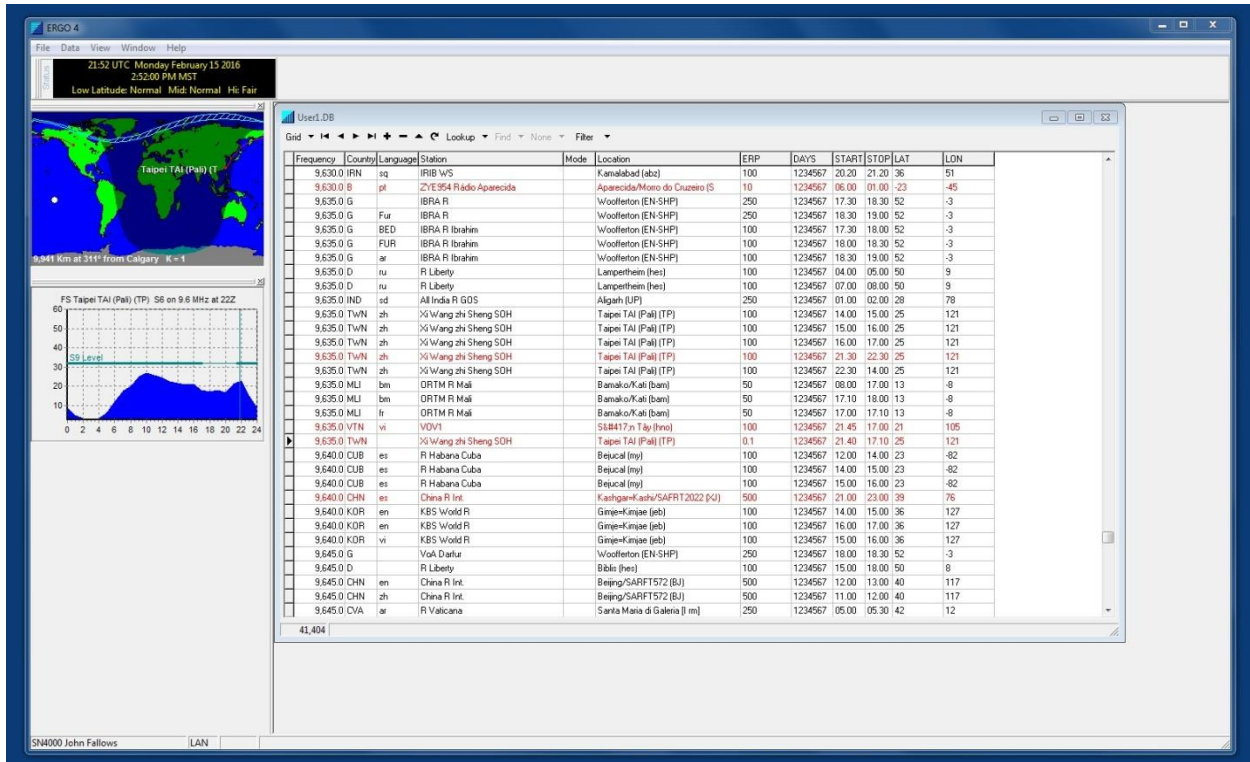 ERGO 4
File Data View Window Help
Status
21:52 UTC Monday February 15 2016
2:52:00 PM MST
Low Latitude: Normal Mid: Normal Hi: Fair
Taipei TAI (Pali) (T
9,941 Km at 311° from Calgary K = 1
FS Taipei TAI (Pali) (TP) S6 on 9.6 MHz at 22Z
60
50
40
S9 Level
30
20
10
0 2 4 6 8 10 12 14 16 18 20 22 24
User1.DB
Grid Lookup Find None Filter
Frequency Country Language Station Mode Location ERP DAYS START STOP LAT LON
9,630.0 IRN sq IRIB WS Kamalabad (abz) 100 1234567 20.20 21.20 36 51
9,630.0 B pt ZYE954 Rádio Aparecida Aparecida/Morro do Cruzeiro (S 10 1234567 06.00 01.00 -23 -45
9,635.0 G IBRA R Woofferton (EN-SHP) 250 1234567 17.30 18.30 52 -3
9,635.0 G Fur IBRA R Woofferton (EN-SHP) 250 1234567 18.30 19.00 52 -3
9,635.0 G BED IBRA R Ibrahim Woofferton (EN-SHP) 100 1234567 17.30 18.00 52 -3
9,635.0 G FUR IBRA R Ibrahim Woofferton (EN-SHP) 100 1234567 18.00 18.30 52 -3
9,635.0 G ar IBRA R Ibrahim Woofferton (EN-SHP) 250 1234567 18.30 19.00 52 -3
9,635.0 D ru R Liberty Lampertheim (hes) 100 1234567 04.00 05.00 50 9
9,635.0 D ru R Liberty Lampertheim (hes) 100 1234567 07.00 08.00 50 9
9,635.0 IND sd All India R GOS Aligarh (UP) 250 1234567 01.00 02.00 28 78
9,635.0 TWN zh Xi Wang zhi Sheng SOH Taipei TAI (Pali) (TP) 100 1234567 14.00 15.00 25 121
9,635.0 TWN zh Xi Wang zhi Sheng SOH Taipei TAI (Pali) (TP) 100 1234567 15.00 16.00 25 121
9,635.0 TWN zh Xi Wang zhi Sheng SOH Taipei TAI (Pali) (TP) 100 1234567 16.00 17.00 25 121
9,635.0 TWN zh Xi Wang zhi Sheng SOH Taipei TAI (Pali) (TP) 100 1234567 21.30 22.30 25 121
9,635.0 TWN zh Xi Wang zhi Sheng SOH Taipei TAI (Pali) (TP) 100 1234567 22.30 14.00 25 121
9,635.0 MLI bm ORTM R Mali Bamako/Kati (bam) 50 1234567 08.00 17.00 13 -8
9,635.0 MLI bm ORTM R Mali Bamako/Kati (bam) 50 1234567 17.10 18.00 13 -8
9,635.0 MLI fr ORTM R Mali Bamako/Kati (bam) 50 1234567 17.00 17.10 13 -8
9,635.0 VTN vi VOV1 S&#417;n Tây (hno) 100 1234567 21.45 17.00 21 105
9,635.0 TWN Xi Wang zhi Sheng SOH Taipei TAI (Pali) (TP) 0.1 1234567 21.40 17.10 25 121
9,640.0 CUB es R Habana Cuba Bejucal (my) 100 1234567 12.00 14.00 23 -82
9,640.0 CUB es R Habana Cuba Bejucal (my) 100 1234567 14.00 15.00 23 -82
9,640.0 CUB es R Habana Cuba Bejucal (my) 100 1234567 15.00 16.00 23 -82
9,640.0 CHN es China R Int. Kashgar=Kashi/SAFRT2022 (XJ) 500 1234567 21.00 23.00 39 76
9,640.0 KOR en KBS World R Gimje=Kimjae (jeb) 100 1234567 14.00 15.00 36 127
9,640.0 KOR en KBS World R Gimje=Kimjae (jeb) 100 1234567 16.00 17.00 36 127
9,640.0 KOR vi KBS World R Gimje=Kimjae (jeb) 100 1234567 15.00 16.00 36 127
9,645.0 G VoA Darfur Woofferton (EN-SHP) 250 1234567 18.00 18.30 52 -3
9,645.0 D R Liberty Biblis (hes) 100 1234567 15.00 18.00 50 8
9,645.0 CHN en China R Int. Beijing/SARFT572 (BJ) 500 1234567 12.00 13.00 40 117
9,645.0 CHN zh China R Int. Beijing/SARFT572 (BJ) 500 1234567 11.00 12.00 40 117
9,645.0 CVA ar R Vaticana Santa Maria di Galeria [I rm] 250 1234567 05.00 05.30 42 12
41,404
SN4000 John Fallows LAN